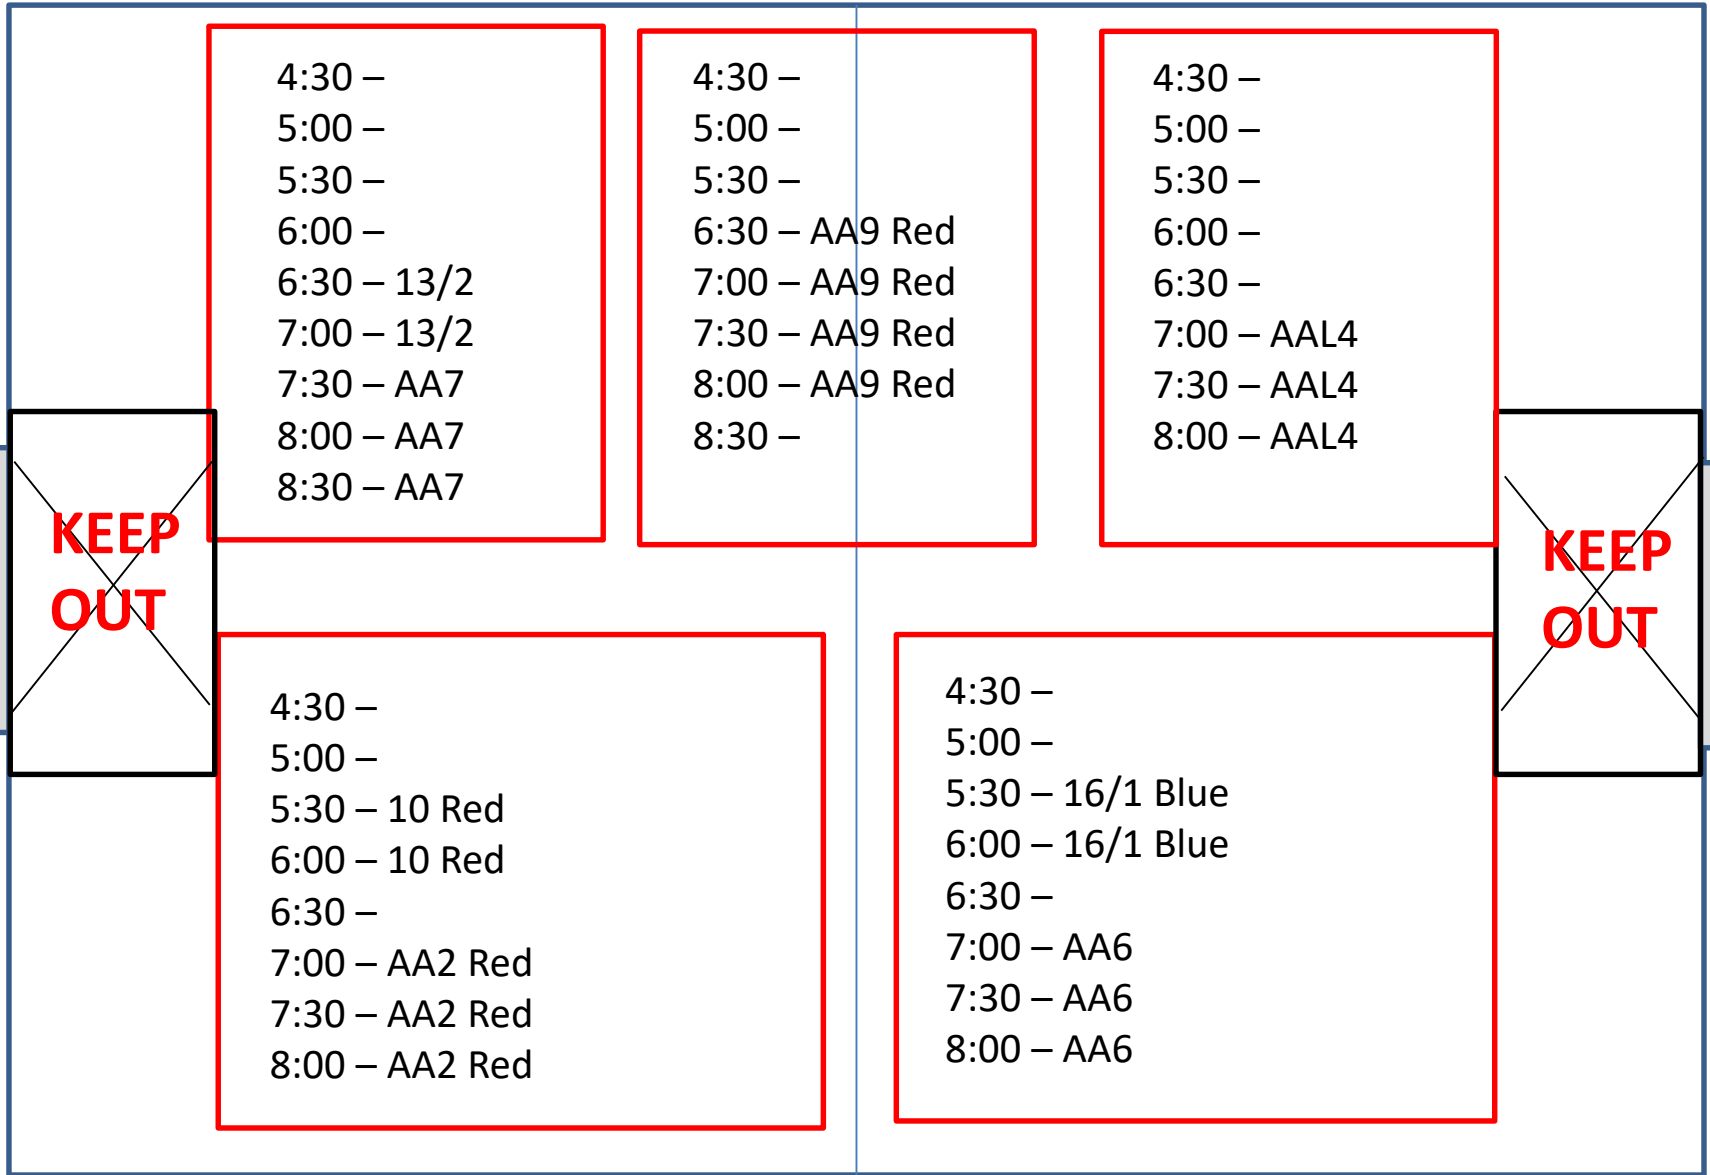 4:30 –
5:00 –
5:30 –
6:00 –
6:30 – 13/2
7:00 – 13/2
7:30 – AA7
8:00 – AA7
8:30 – AA7
4:30 –
5:00 –
5:30 –
6:30 – AA9 Red
7:00 – AA9 Red
7:30 – AA9 Red
8:00 – AA9 Red
8:30 –
4:30 –
5:00 –
5:30 –
6:00 –
6:30 –
7:00 – AAL4
7:30 – AAL4
8:00 – AAL4
KEEP
OUT
KEEP
OUT
4:30 –
5:00 –
5:30 – 10 Red
6:00 – 10 Red
6:30 –
7:00 – AA2 Red
7:30 – AA2 Red
8:00 – AA2 Red
4:30 –
5:00 –
5:30 – 16/1 Blue
6:00 – 16/1 Blue
6:30 –
7:00 – AA6
7:30 – AA6
8:00 – AA6